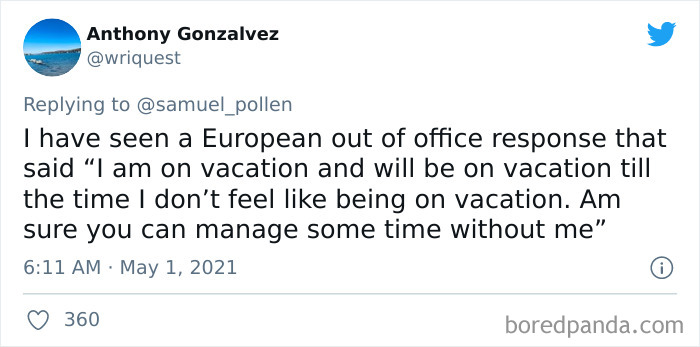 Anthony Gonzalvez
@wriquest
Replying to @samuel_pollen
I have seen a European out of office response that
said “I am on vacation and will be on vacation till
the time I don’t feel like being on vacation. Am
sure you can manage some time without me”
6:11 AM · May 1, 2021
360
boredpanda.com